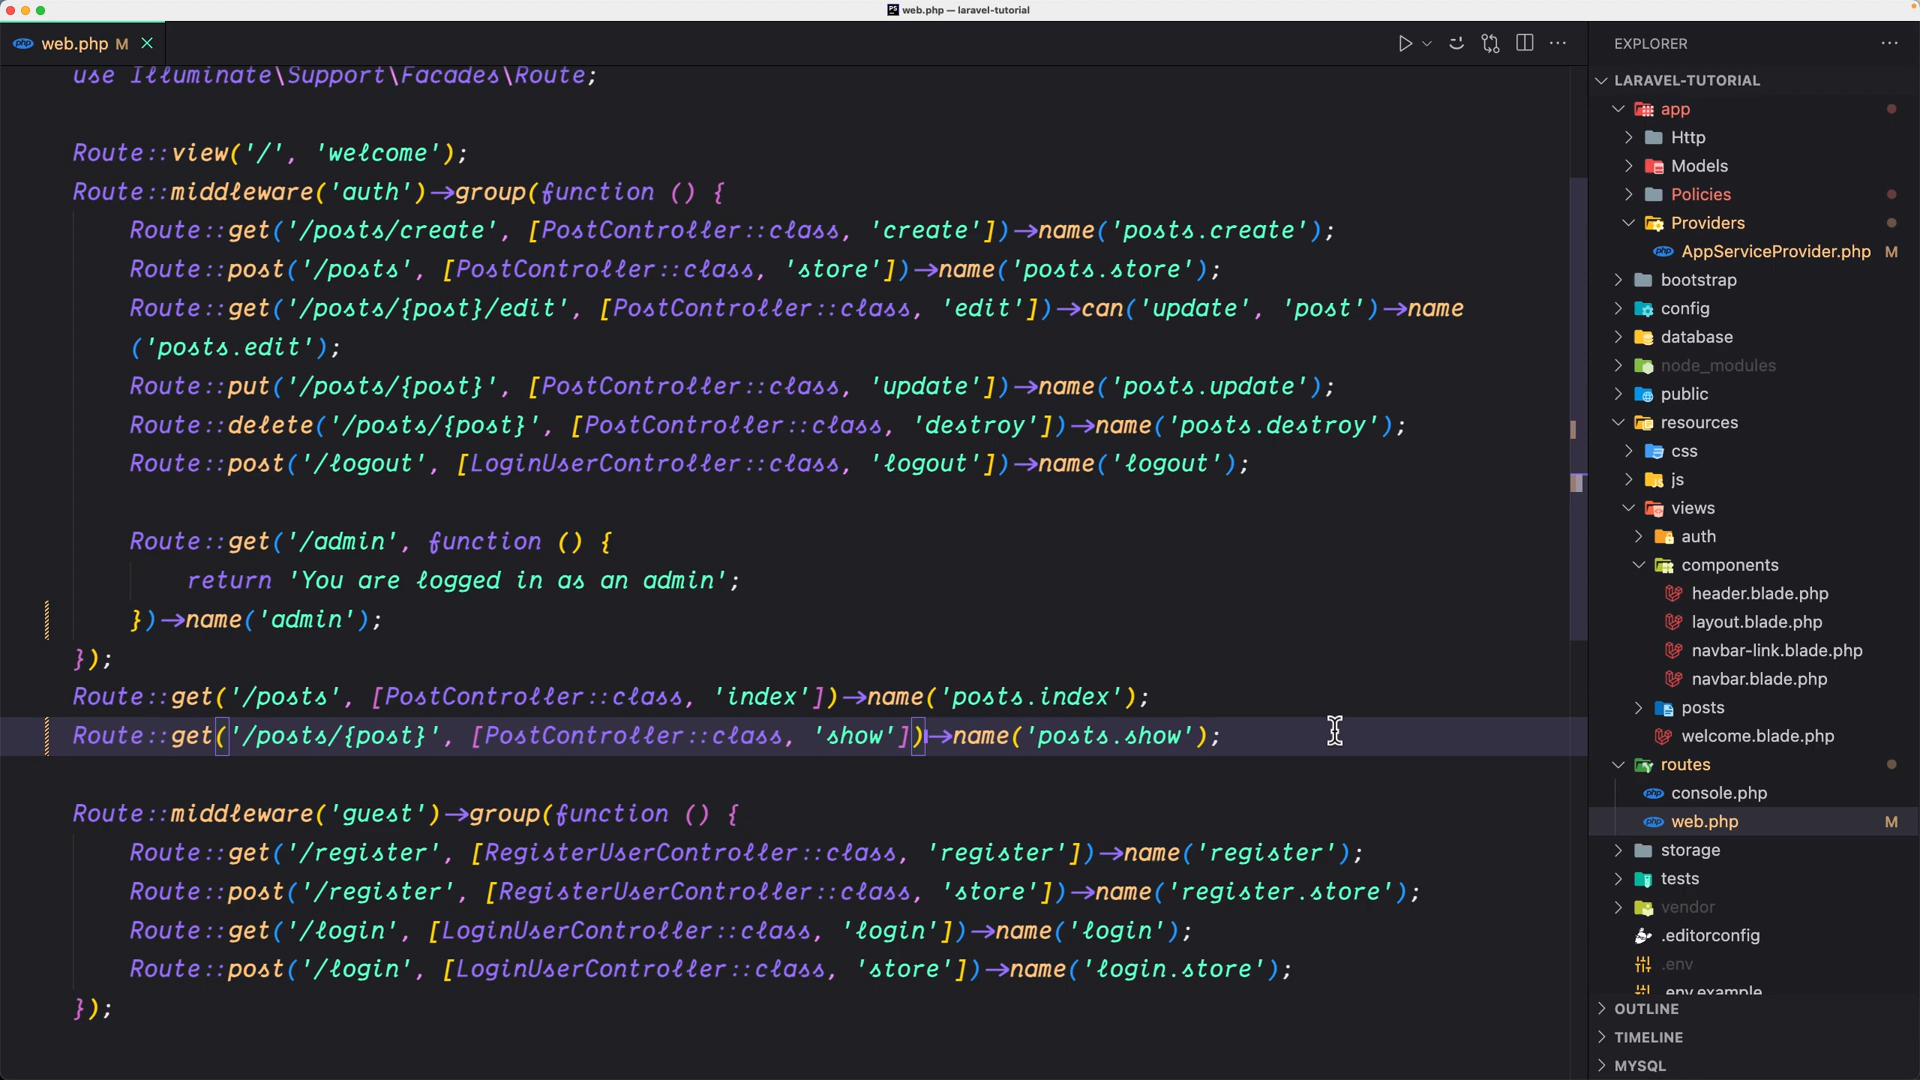 web.php — laravel-tutorial
web.php M
use Illuminate\Support\Facades\Route;
Route::view('/', 'welcome');
Route::middleware('auth')->group(function () {
Route::get('/posts/create', [PostController::class, 'create'])->name('posts.create');
Route::post('/posts', [PostController::class, 'store'])->name('posts.store');
Route::get('/posts/{post}/edit', [PostController::class, 'edit'])->can('update', 'post')->name
('posts.edit');
Route::put('/posts/{post}', [PostController::class, 'update'])->name('posts.update');
Route::delete('/posts/{post}', [PostController::class, 'destroy'])->name('posts.destroy');
Route::post('/logout', [LoginUserController::class, 'logout'])->name('logout');
Route::get('/admin', function () {
return 'You are logged in as an admin';
})->name('admin');
});
Route::get('/posts', [PostController::class, 'index'])->name('posts.index');
Route::get('/posts/{post}', [PostController::class, 'show'])->name('posts.show');
Route::middleware('guest')->group(function () {
Route::get('/register', [RegisterUserController::class, 'register'])->name('register');
Route::post('/register', [RegisterUserController::class, 'store'])->name('register.store');
Route::get('/login', [LoginUserController::class, 'login'])->name('login');
Route::post('/login', [LoginUserController::class, 'store'])->name('login.store');
});
EXPLORER
LARAVEL-TUTORIAL
app
Http
Models
Policies
Providers
AppServiceProvider.php M
bootstrap
config
database
node_modules
public
resources
css
js
views
auth
components
header.blade.php
layout.blade.php
navbar-link.blade.php
navbar.blade.php
posts
welcome.blade.php
routes
console.php
web.php M
storage
tests
vendor
.editorconfig
.env
.env.example
OUTLINE
TIMELINE
MYSQL